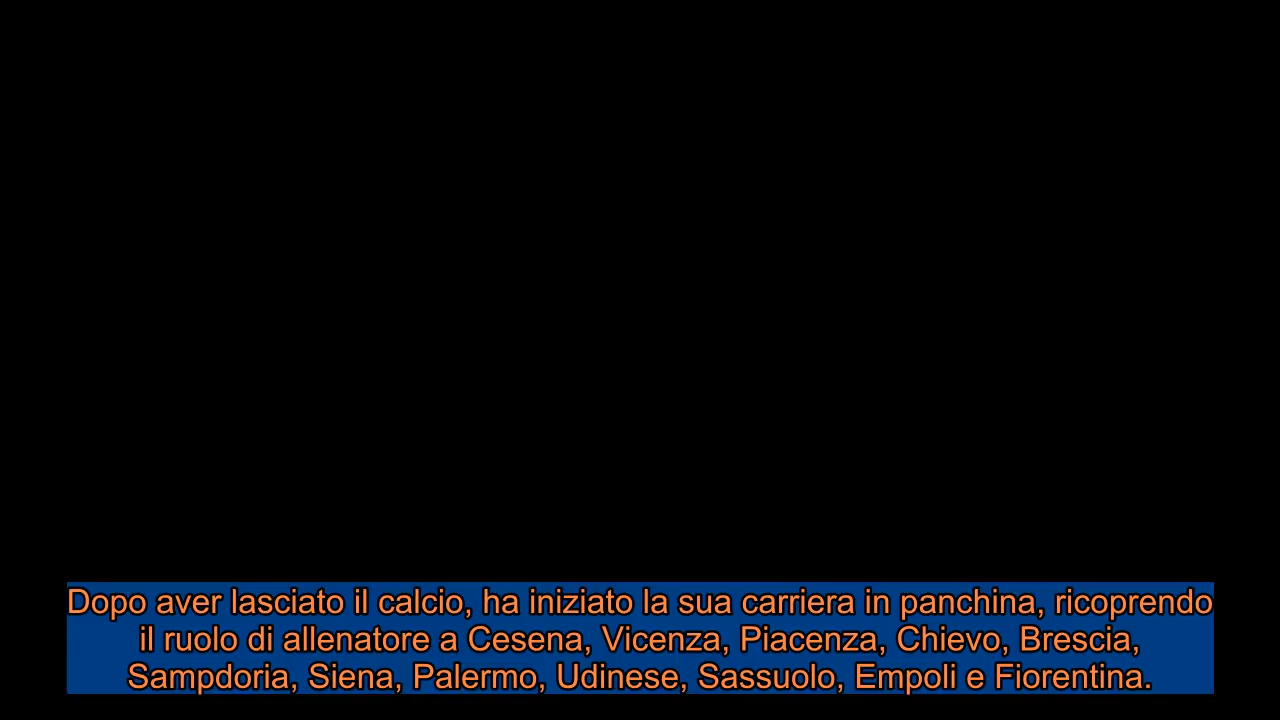 Dopo aver lasciato il calcio, ha iniziato la sua carriera in panchina, ricoprendo
il ruolo di allenatore a Cesena, Vicenza, Piacenza, Chievo, Brescia,
Sampdoria, Siena, Palermo, Udinese, Sassuolo, Empoli e Fiorentina.